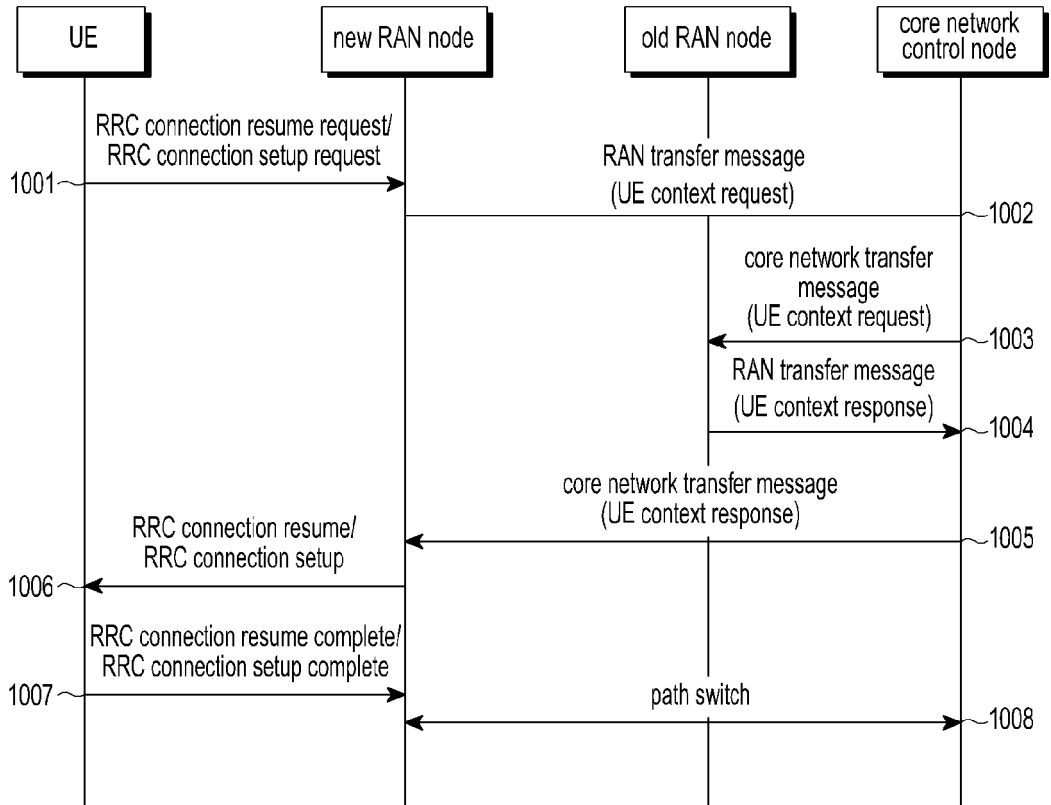 UE
new RAN node
old RAN node
core network
control node
RRC connection resume request/
RRC connection setup request
1001
RAN transfer message
(UE context request)
1002
core network transfer
message
(UE context request)
1003
RAN transfer message
(UE context response)
1004
core network transfer message
(UE context response)
1005
RRC connection resume/
RRC connection setup
1006
RRC connection resume complete/
RRC connection setup complete
1007
path switch
1008